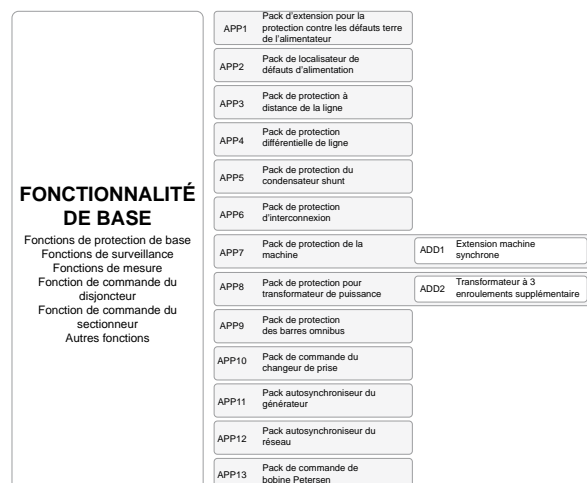 FONCTIONNALITÉ
DE BASE
Fonctions de protection de base
Fonctions de surveillance
Fonctions de mesure
Fonction de commande du
disjoncteur
Fonction de commande du
sectionneur
Autres fonctions
APP1
Pack d'extension pour la
protection contre les défauts terre
de l'alimentateur
APP2
Pack de localisateur de
défauts d'alimentation
APP3
Pack de protection à
distance de la ligne
APP4
Pack de protection
différentielle de ligne
APP5
Pack de protection du
condensateur shunt
APP6
Pack de protection
d'interconnexion
APP7
Pack de protection de la
machine
ADD1
Extension machine
synchrone
APP8
Pack de protection pour
transformateur de puissance
ADD2
Transformateur à 3
enroulements supplémentaire
APP9
Pack de protection
des barres omnibus
APP10
Pack de commande du
changeur de prise
APP11
Pack autosynchroniseur du
générateur
APP12
Pack autosynchroniseur du
réseau
APP13
Pack de commande de
bobine Petersen